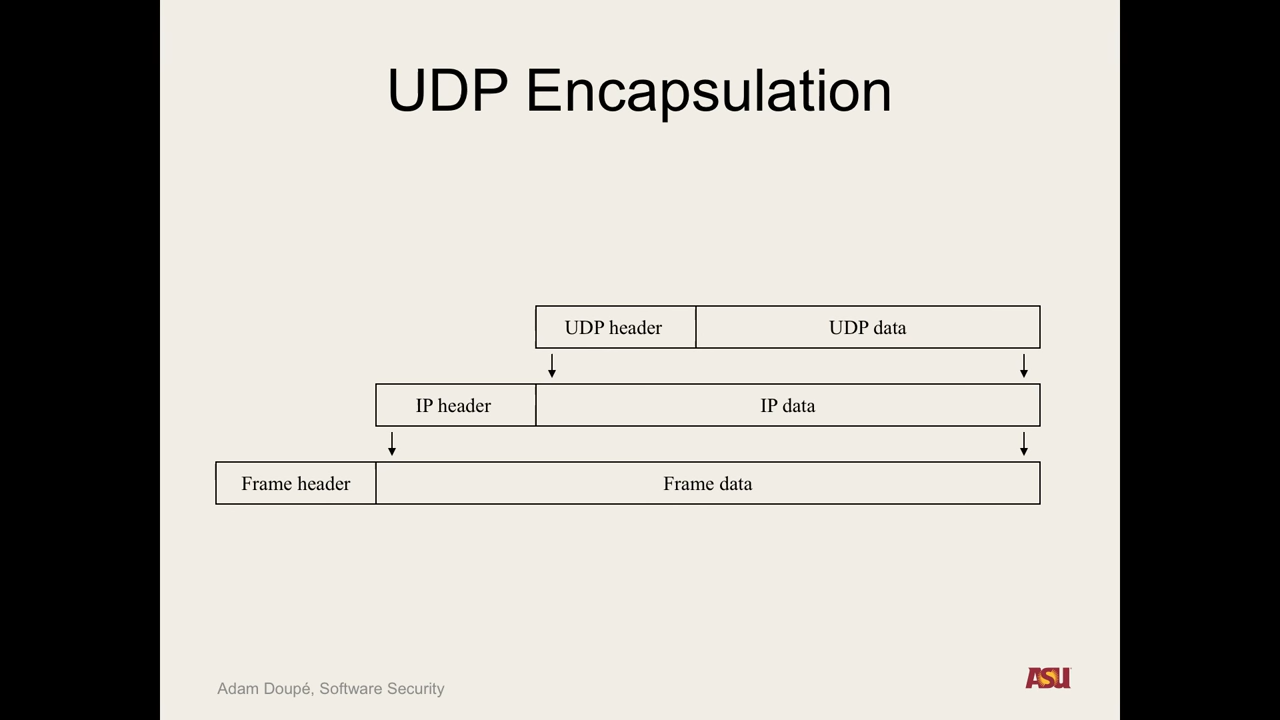 UDP Encapsulation
UDP header UDP data
IP header IP data
Frame header Frame data
Adam Doupé, Software Security
ASU